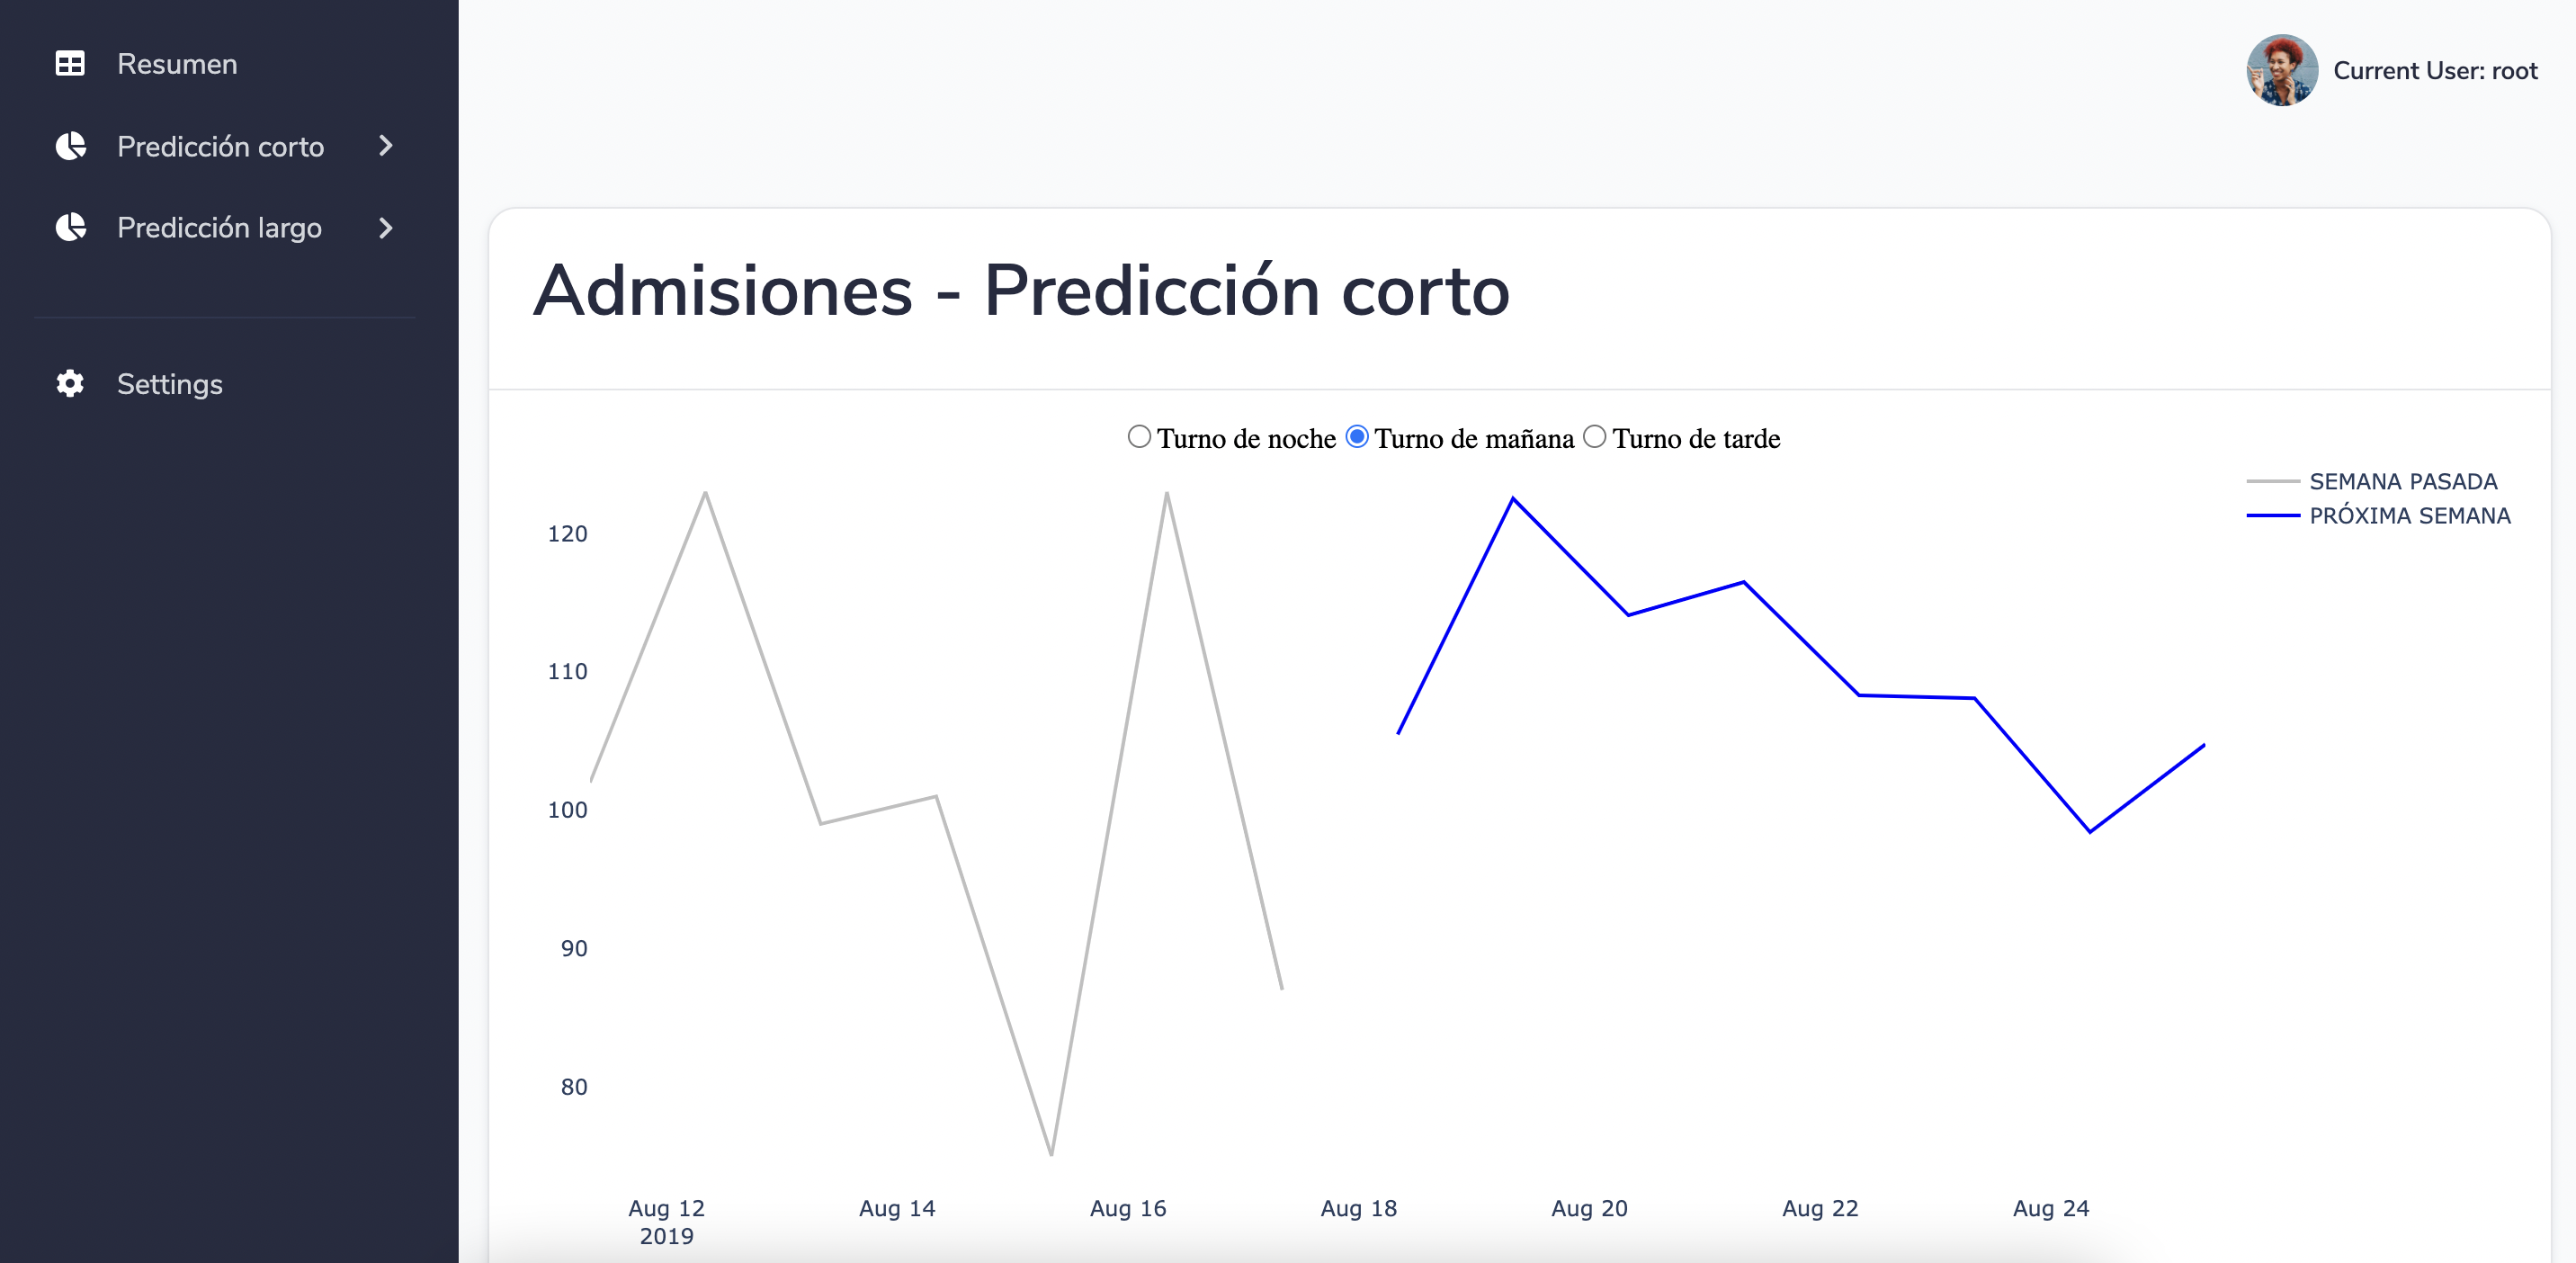 Resumen
Predicción corto
Predicción largo
Settings
Current User: root
Admisiones - Predicción corto
Turno de noche Turno de mañana Turno de tarde
SEMANA PASADA
PRÓXIMA SEMANA
120
110
100
90
80
Aug 12 Aug 14 Aug 16 Aug 18 Aug 20 Aug 22 Aug 24
2019